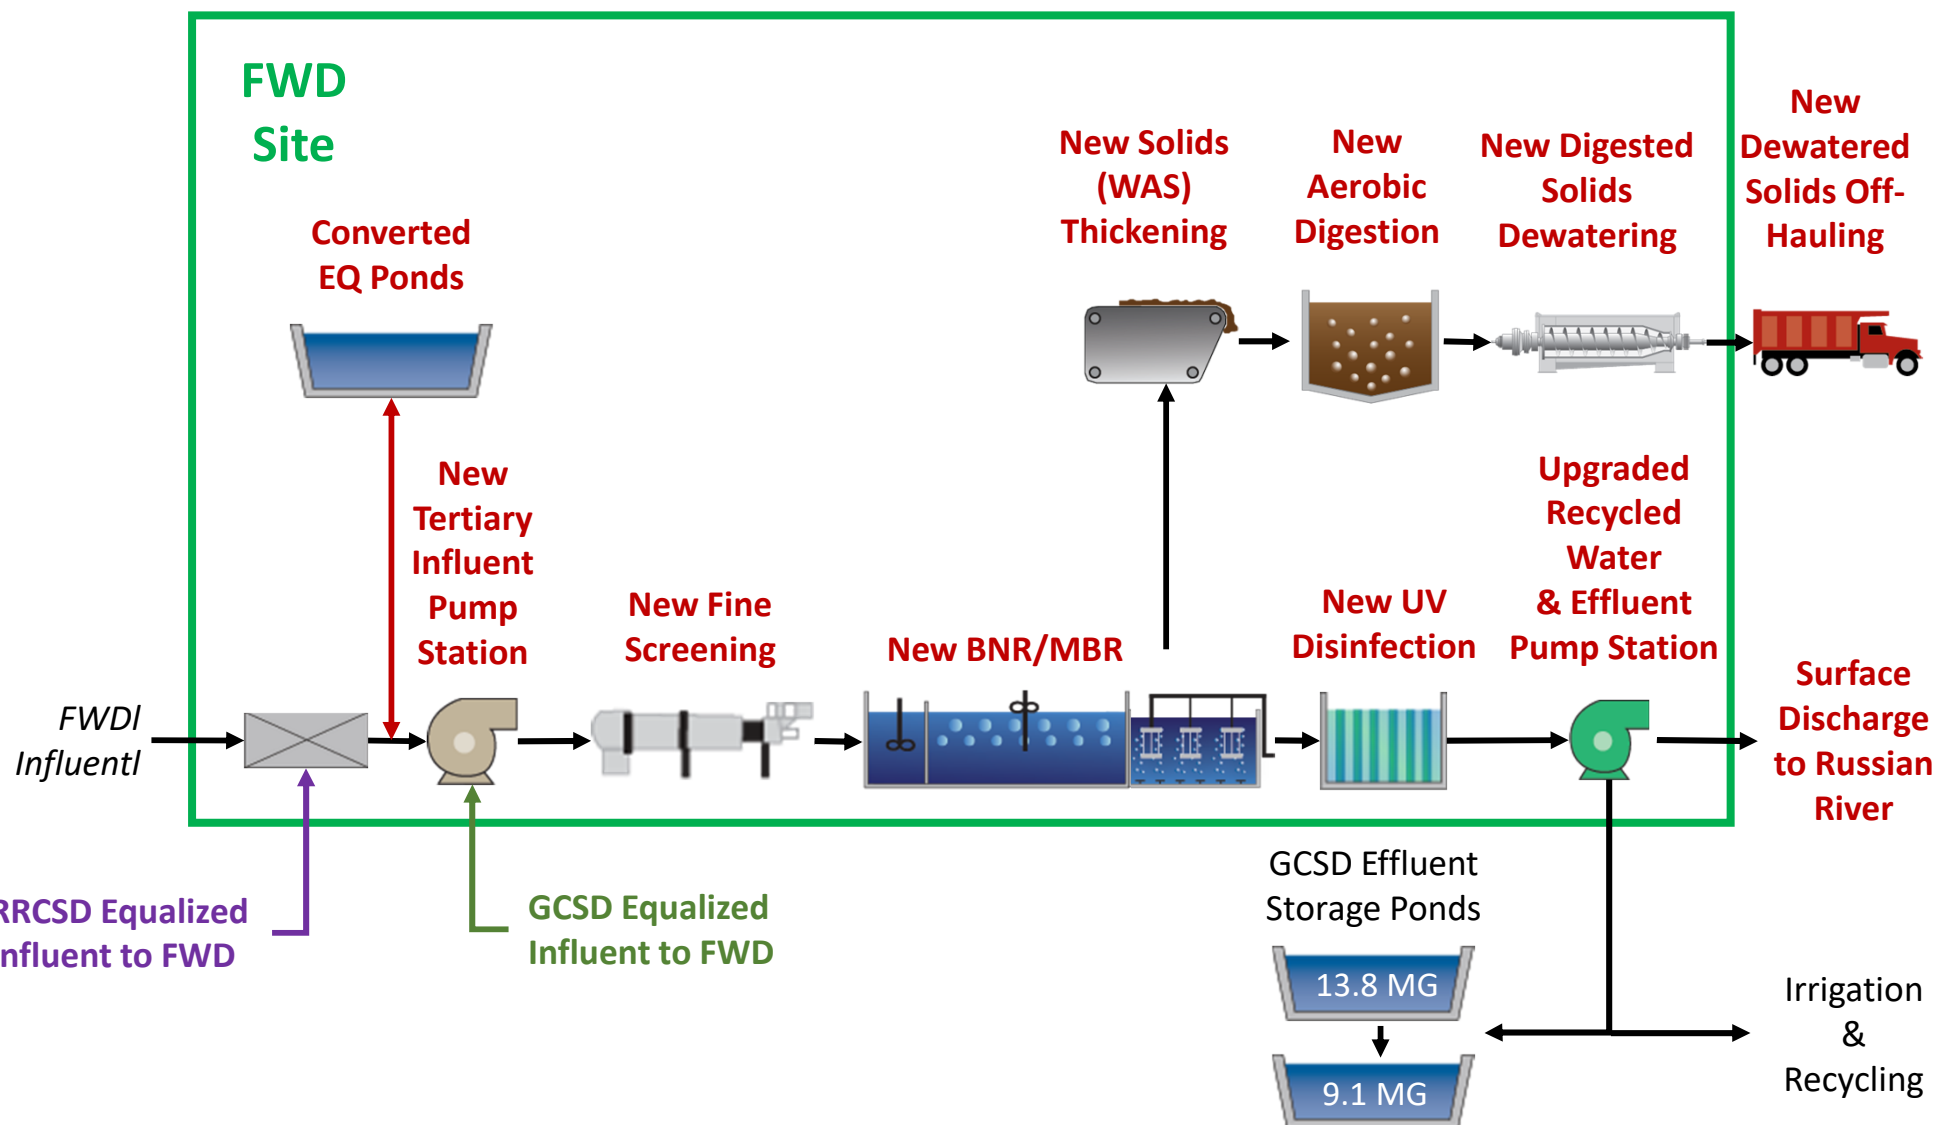 FWD
Site
Converted
EQ Ponds
New Solids
(WAS)
Thickening
New
Aerobic
Digestion
New Digested
Solids
Dewatering
New
Dewatered
Solids Off-
Hauling
New
Tertiary
Influent
Pump
Station
New Fine
Screening
New BNR/MBR
New UV
Disinfection
Upgraded
Recycled
Water
& Effluent
Pump Station
FWDl
Influentl
Surface
Discharge
to Russian
River
RRCSD Equalized
nfluent to FWD
GCSD Equalized
Influent to FWD
GCSD Effluent
Storage Ponds
13.8 MG
9.1 MG
Irrigation
&
Recycling